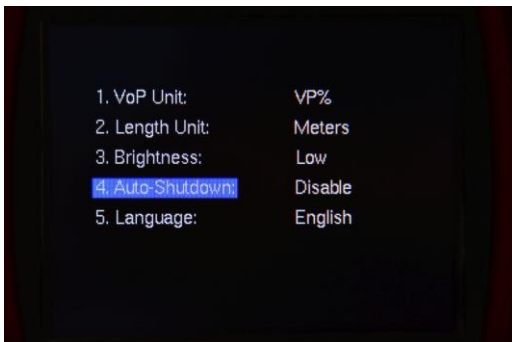 1. VoP Unit: VP%
2. Length Unit: Meters
3. Brightness: Low
4. Auto-Shutdown: Disable
5. Language: English